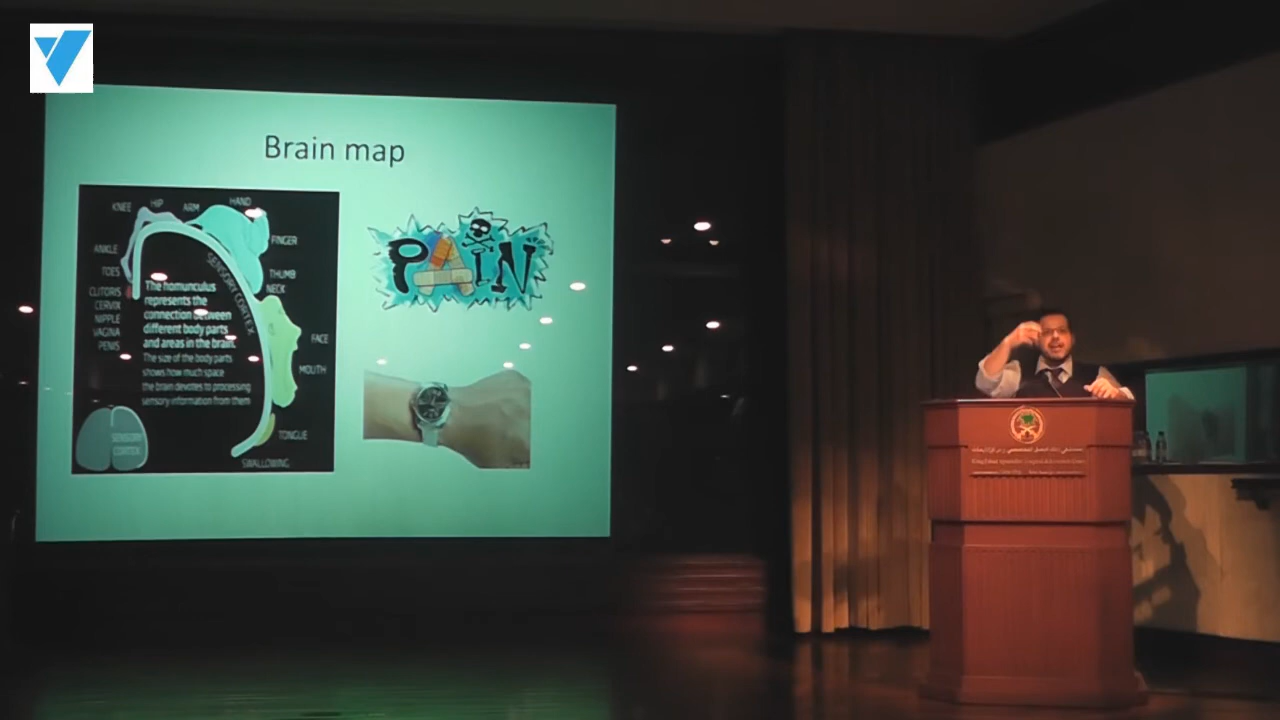 Brain map
KNEE
HIP
ARM
HAND
FINGER
ANKLE
TOES
THUMB
NECK
CLITORIS
CERVIX
NIPPLE
VAGINA
PENIS
SENSORY CORTEX
The homunculus
represents the
connection between
different body parts
and areas in the brain.
The size of the body parts
shows how much space
the brain devotes to processing
sensory information from them
FACE
MOUTH
TONGUE
SWALLOWING
SENSORY
CORTEX
PAIN